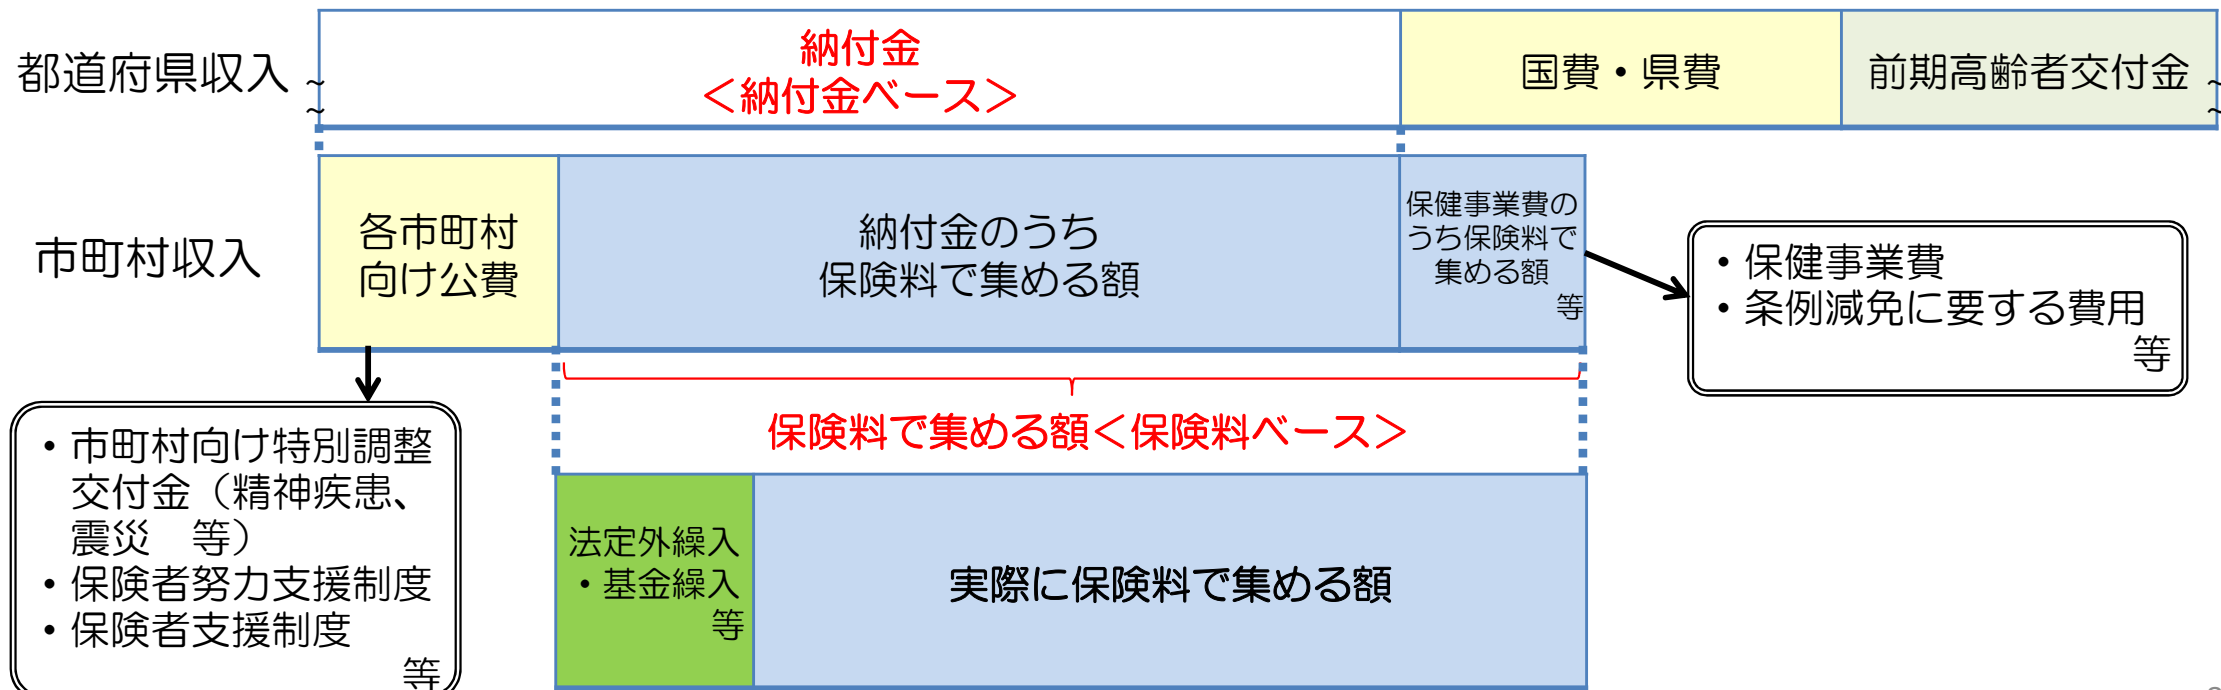 都道府県収入
納付金
＜納付金ベース＞
国費・県費
前期高齢者交付金
市町村収入
各市町村
向け公費
納付金のうち
保険料で集める額
保健事業費の
うち保険料で
集める額
等
・保健事業費
・条例減免に要する費用
等
保険料で集める額＜保険料ベース＞
・市町村向け特別調整
交付金（精神疾患、
震災　等）
・保険者努力支援制度
・保険者支援制度
等
法定外繰入
・基金繰入
等
実際に保険料で集める額